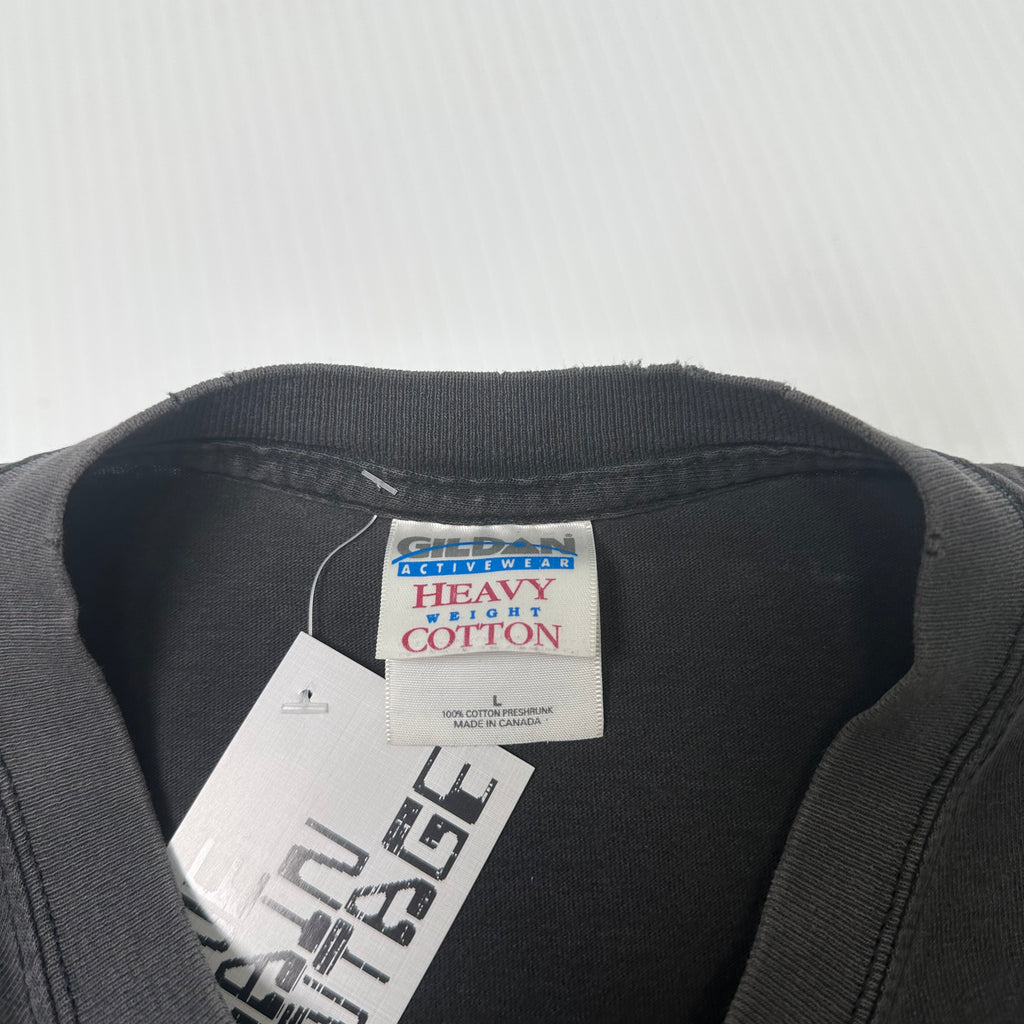 GILDAN
ACTIVEWEAR
HEAVY
WEIGHT
COTTON
L
100% COTTON PRESHRUNK
MADE IN CANADA